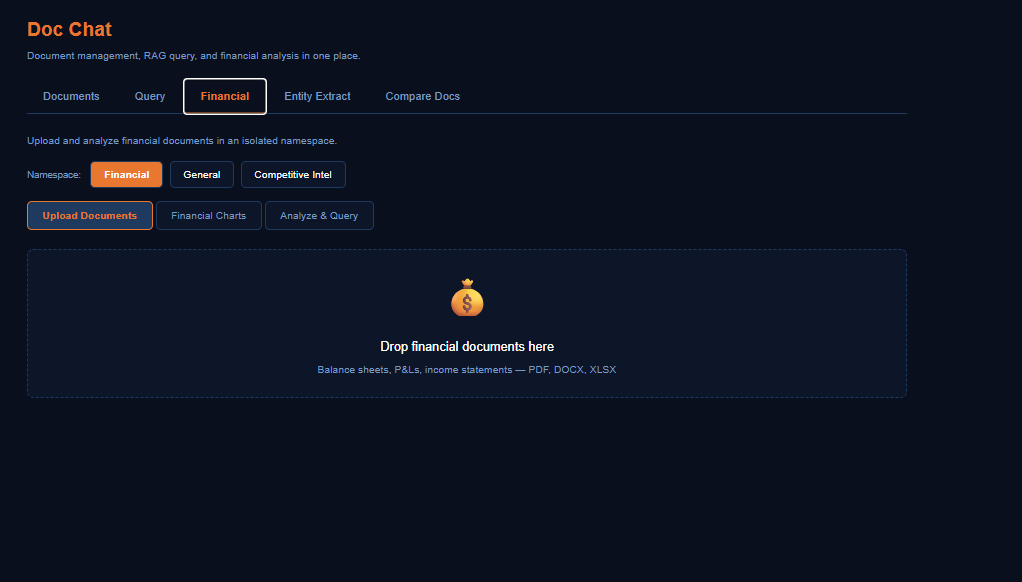 Doc Chat
Document management, RAG query, and financial analysis in one place.
Documents Query Financial Entity Extract Compare Docs
Upload and analyze financial documents in an isolated namespace.
Namespace: Financial General Competitive Intel
Upload Documents Financial Charts Analyze & Query
$
Drop financial documents here
Balance sheets, P&Ls, income statements — PDF, DOCX, XLSX